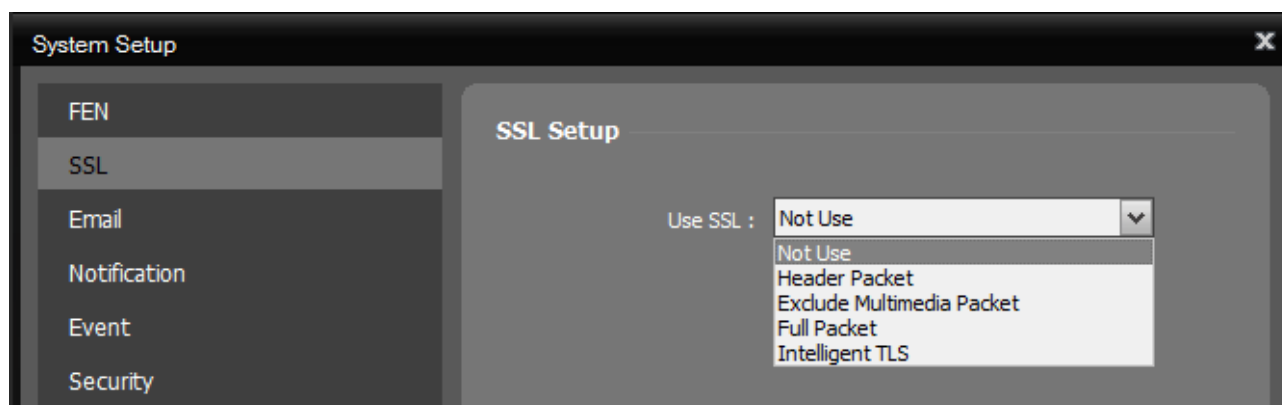 System Setup
x
FEN
SSL
Email
Notification
Event
Security
SSL Setup
Use SSL : Not Use
Not Use
Header Packet
Exclude Multimedia Packet
Full Packet
Intelligent TLS